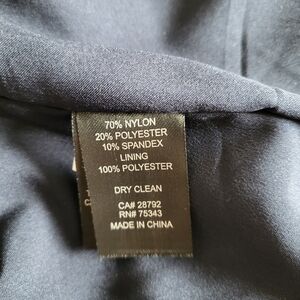 70% NYLON
20% POLYESTER
10% SPANDEX
LINING
100% POLYESTER
DRY CLEAN
CA# 28792
RN# 75343
MADE IN CHINA